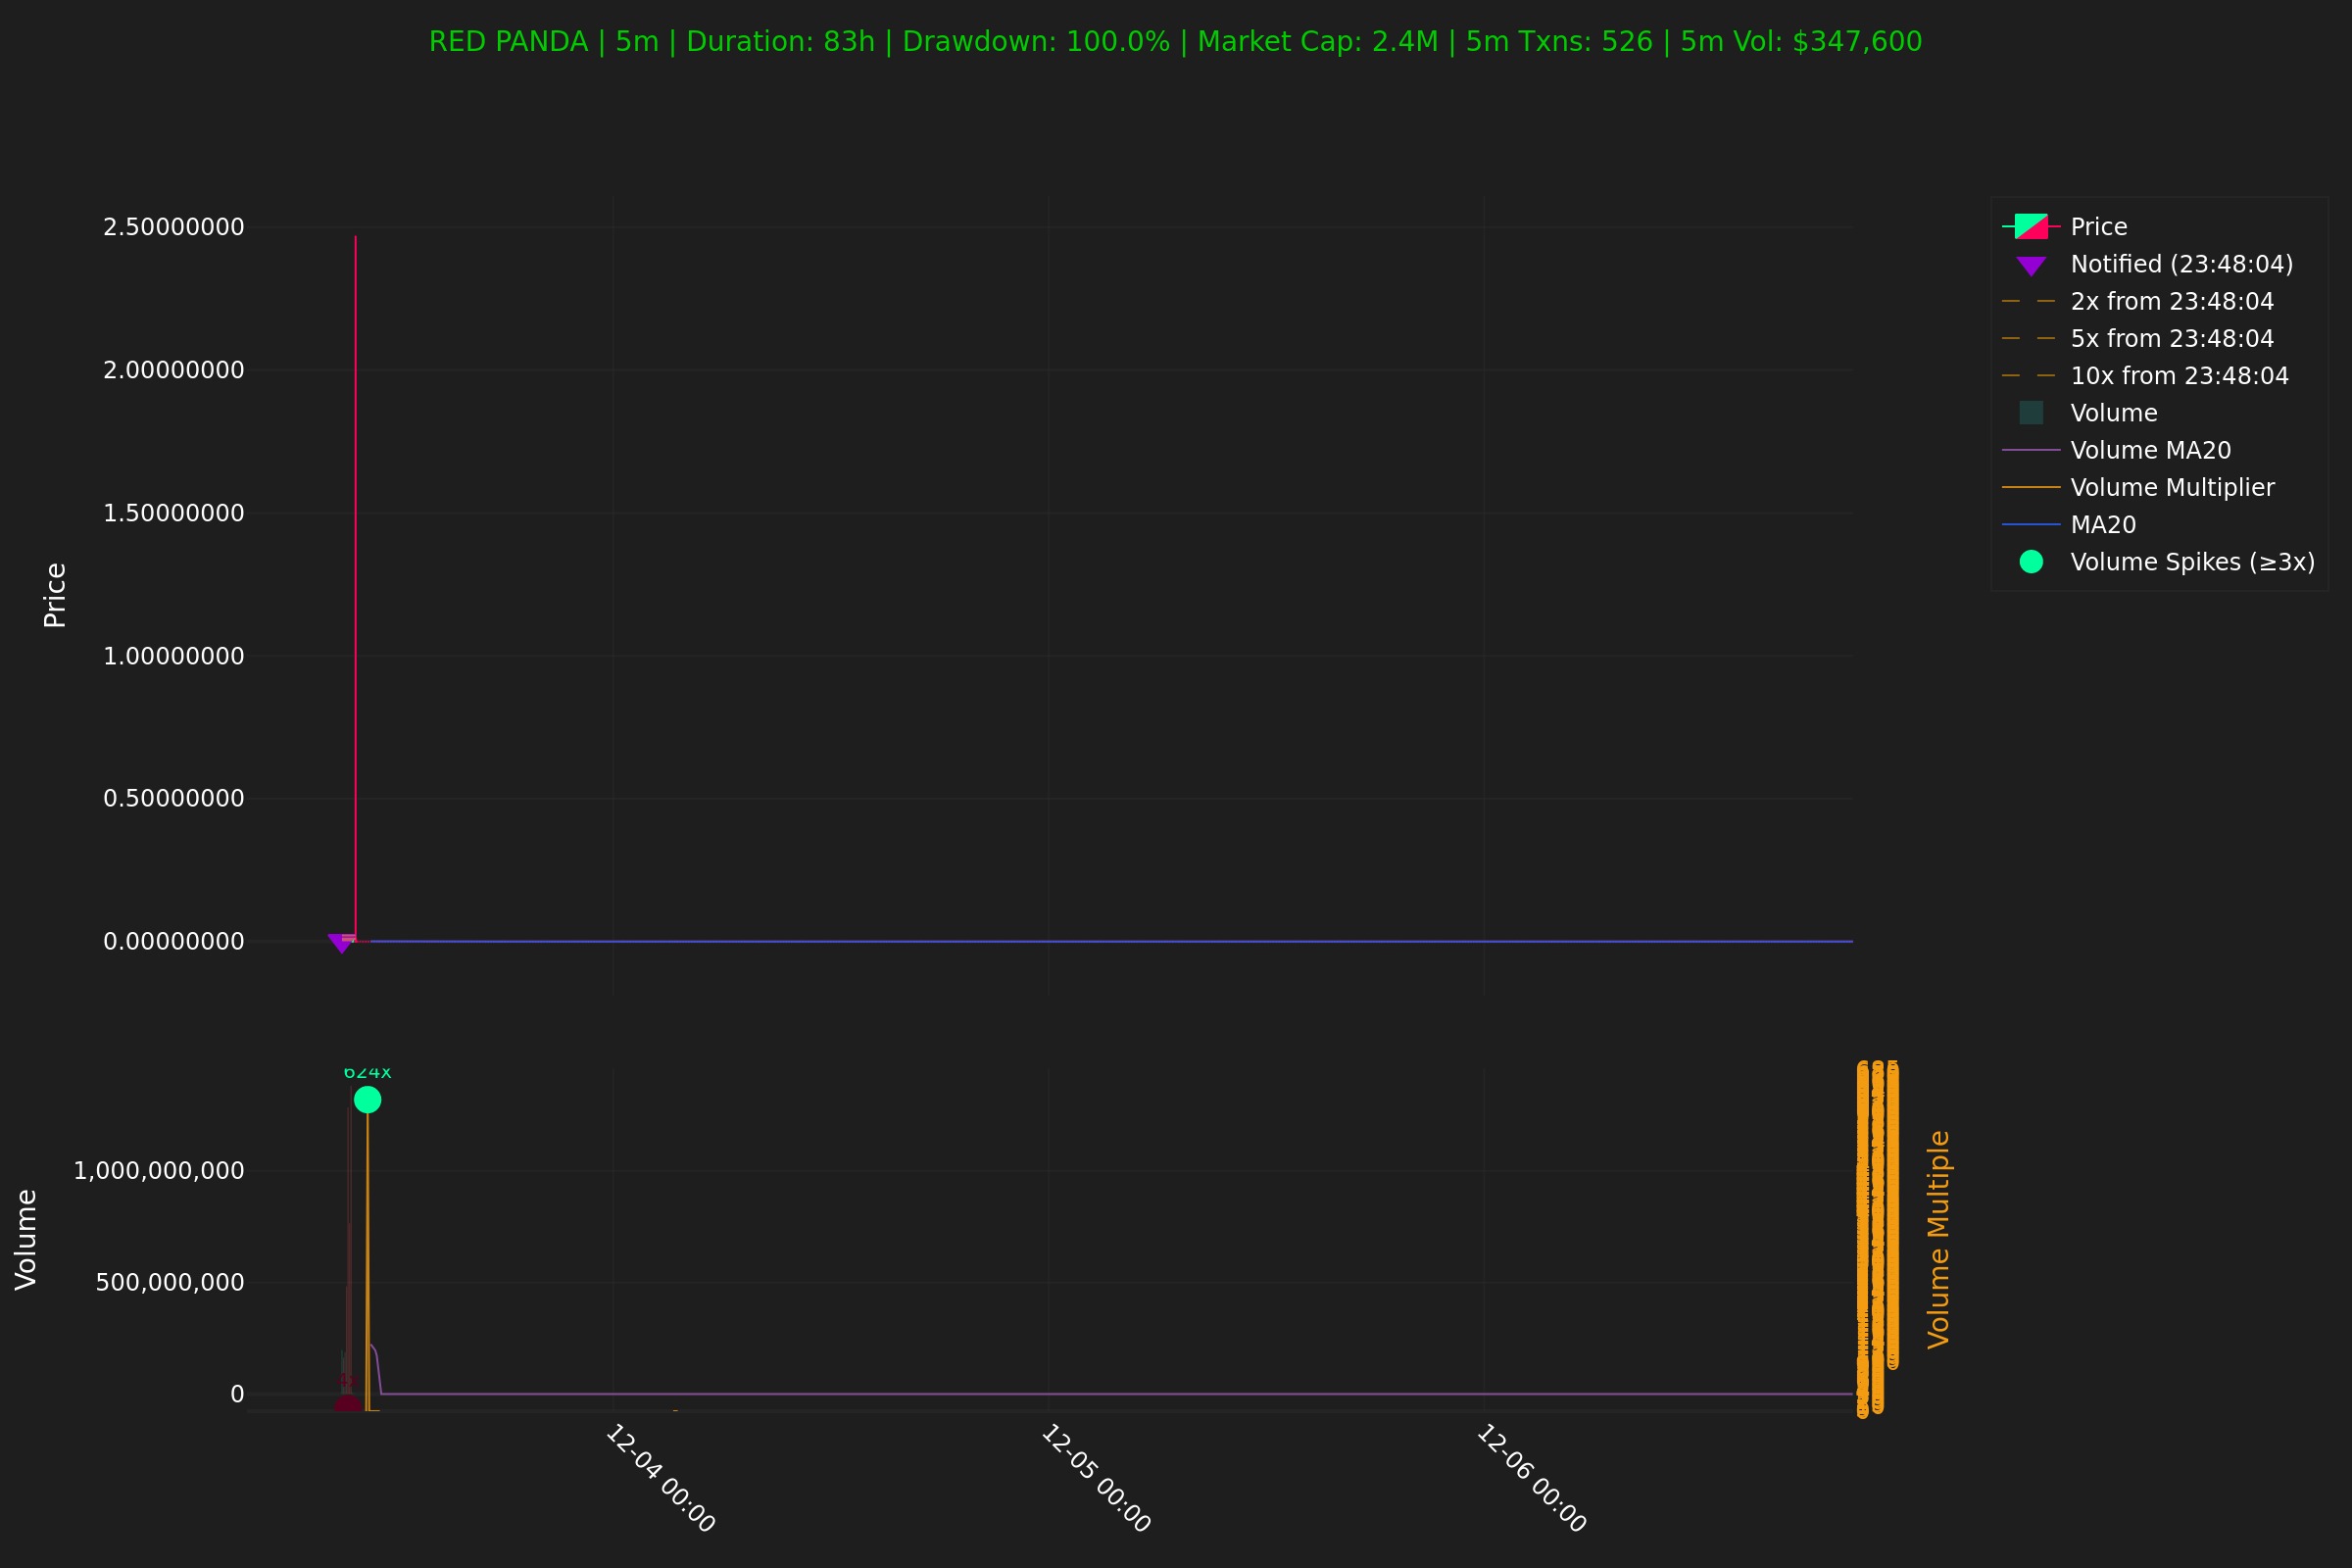 RED PANDA | 5m | Duration: 83h | Drawdown: 100.0% | Market Cap: 2.4M | 5m Txns: 526 | 5m Vol: $347,600
2.50000000
2.00000000
1.50000000
1.00000000
0.50000000
0.00000000
Price
Price
Notified (23:48:04)
2x from 23:48:04
5x from 23:48:04
10x from 23:48:04
Volume
Volume MA20
Volume Multiplier
MA20
Volume Spikes (≥3x)
624x
1,000,000,000
500,000,000
0
Volume
Volume Multiple
12-04 00:00
12-05 00:00
12-06 00:00